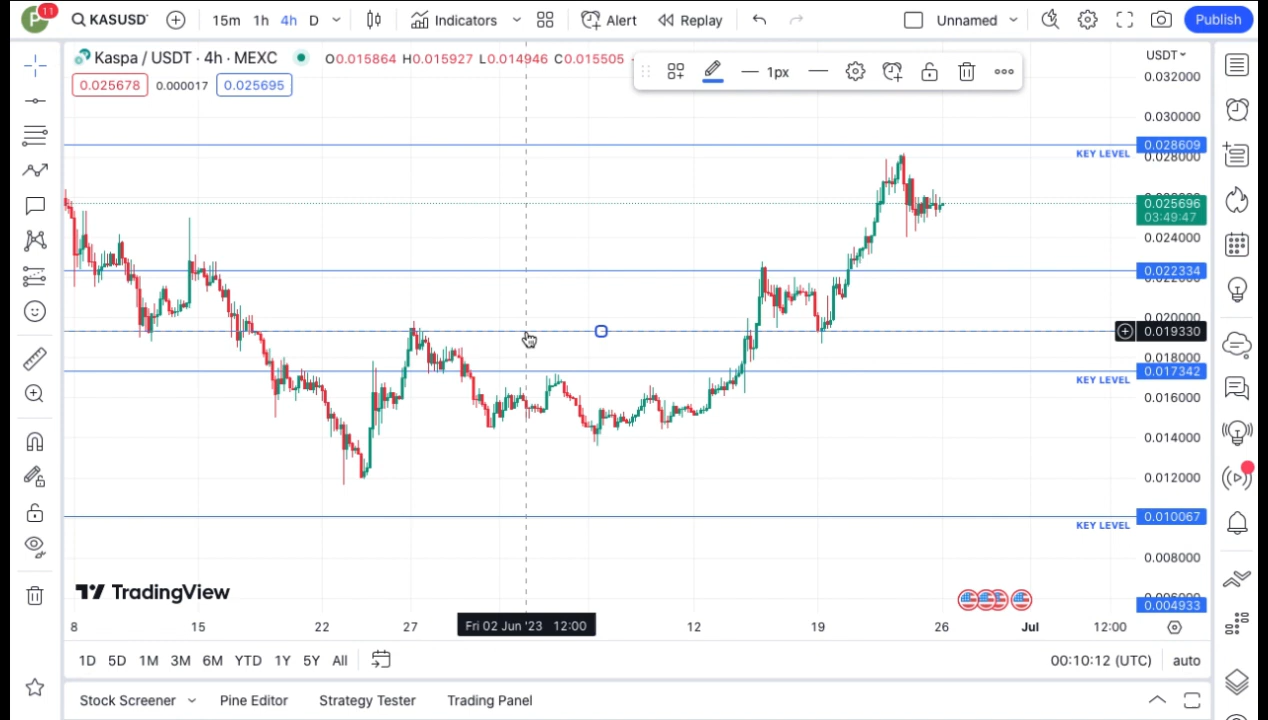 P 11 KASUSDT 15m 1h 4h D Indicators Alert Replay Unnamed Publish
Kaspa / USDT · 4h · MEXC O0.015864 H0.015927 L0.014946 C0.015505
0.025678 0.000017 0.025695
1px
USDT
0.032000
0.030000
0.028609
KEY LEVEL
0.028000
0.025696
03:49:47
0.024000
0.022334
0.020000
0.019330
0.018000
0.017342
KEY LEVEL
0.016000
0.014000
0.012000
0.010067
KEY LEVEL
0.008000
TradingView
0.004933
8 15 22 27 Fri 02 Jun '23 12:00 12 19 26 Jul 12:00
1D 5D 1M 3M 6M YTD 1Y 5Y All 00:10:12 (UTC) auto
Stock Screener Pine Editor Strategy Tester Trading Panel